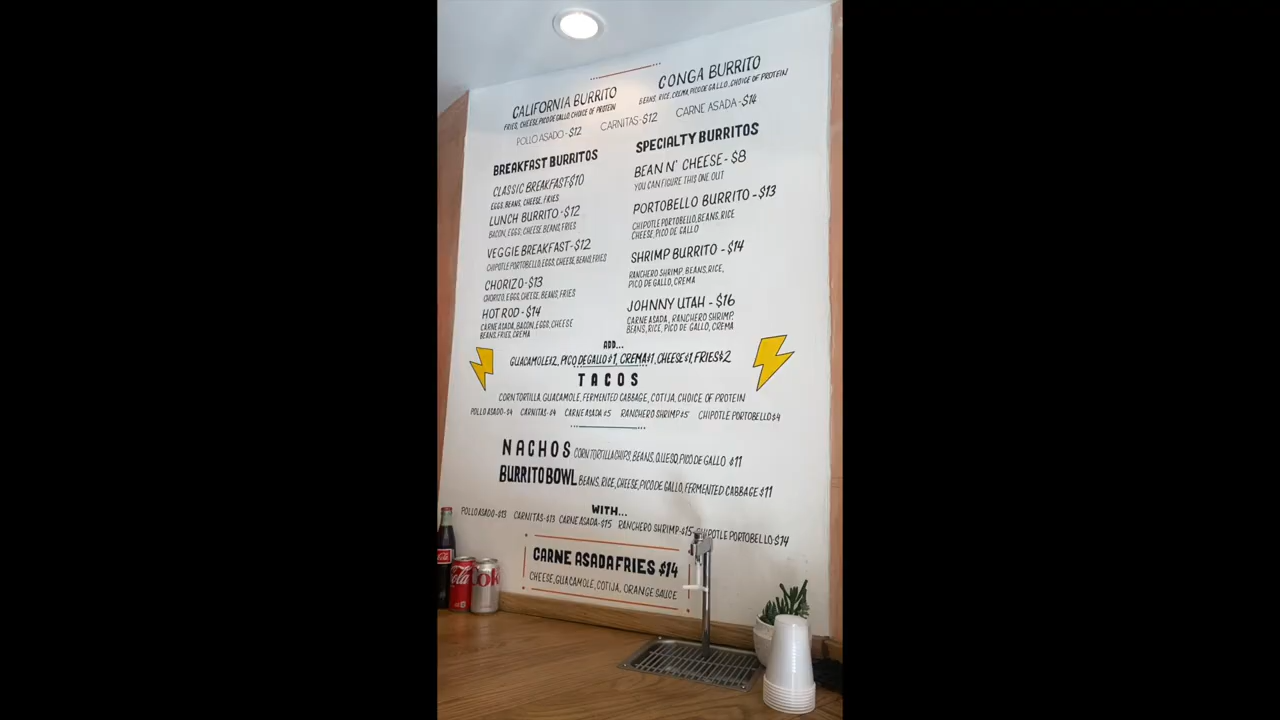 CALIFORNIA BURRITO
FRIES, CHEESE, PICO DE GALLO, CHOICE OF PROTEIN
CONGA BURRITO
BEANS, RICE, CREMA, PICO DE GALLO, CHOICE OF PROTEIN
POLLO ASADO - $12 CARNITAS - $12 CARNE ASADA - $14
BREAKFAST BURRITOS
CLASSIC BREAKFAST-$10
EGGS, BEANS, CHEESE, FRIES
LUNCH BURRITO - $12
BACON, EGGS, CHEESE BEANS, FRIES
VEGGIE BREAKFAST - $12
CHIPOTLE PORTOBELLO, EGGS, CHEESE, BEANS, FRIES
CHORIZO - $13
CHORIZO, EGGS, CHEESE, BEANS, FRIES
HOT ROD - $14
CARNE ASADA, BACON, EGGS, CHEESE
BEANS, FRIES, CREMA
SPECIALTY BURRITOS
BEAN N' CHEESE - $8
YOU CAN FIGURE THIS ONE OUT
PORTOBELLO BURRITO - $13
CHIPOTLE PORTOBELLO, BEANS, RICE
CHEESE, PICO DE GALLO
SHRIMP BURRITO - $14
RANCHERO SHRIMP, BEANS, RICE,
PICO DE GALLO, CREMA
JOHNNY UTAH - $16
CARNE ASADA, RANCHERO SHRIMP,
BEANS, RICE, PICO DE GALLO, CREMA
ADD...
GUACAMOLE $2, PICO DE GALLO $1, CREMA $1, CHEESE $1, FRIES $2
TACOS
CORN TORTILLA, GUACAMOLE, FERMENTED CABBAGE, COTIJA, CHOICE OF PROTEIN
POLLO ASADO - $4 CARNITAS - $4 CARNE ASADA $5 RANCHERO SHRIMP $5 CHIPOTLE PORTOBELLO $4
NACHOS CORN TORTILLA CHIPS, BEANS, QUESO, PICO DE GALLO $11
BURRITO BOWL BEANS, RICE, CHEESE, PICO DE GALLO, FERMENTED CABBAGE $11
WITH...
POLLO ASADO - $13 CARNITAS - $13 CARNE ASADA - $15 RANCHERO SHRIMP - $15 CHIPOTLE PORTOBELLO - $14
CARNE ASADA FRIES $14
CHEESE, GUACAMOLE, COTIJA, ORANGE SAUCE